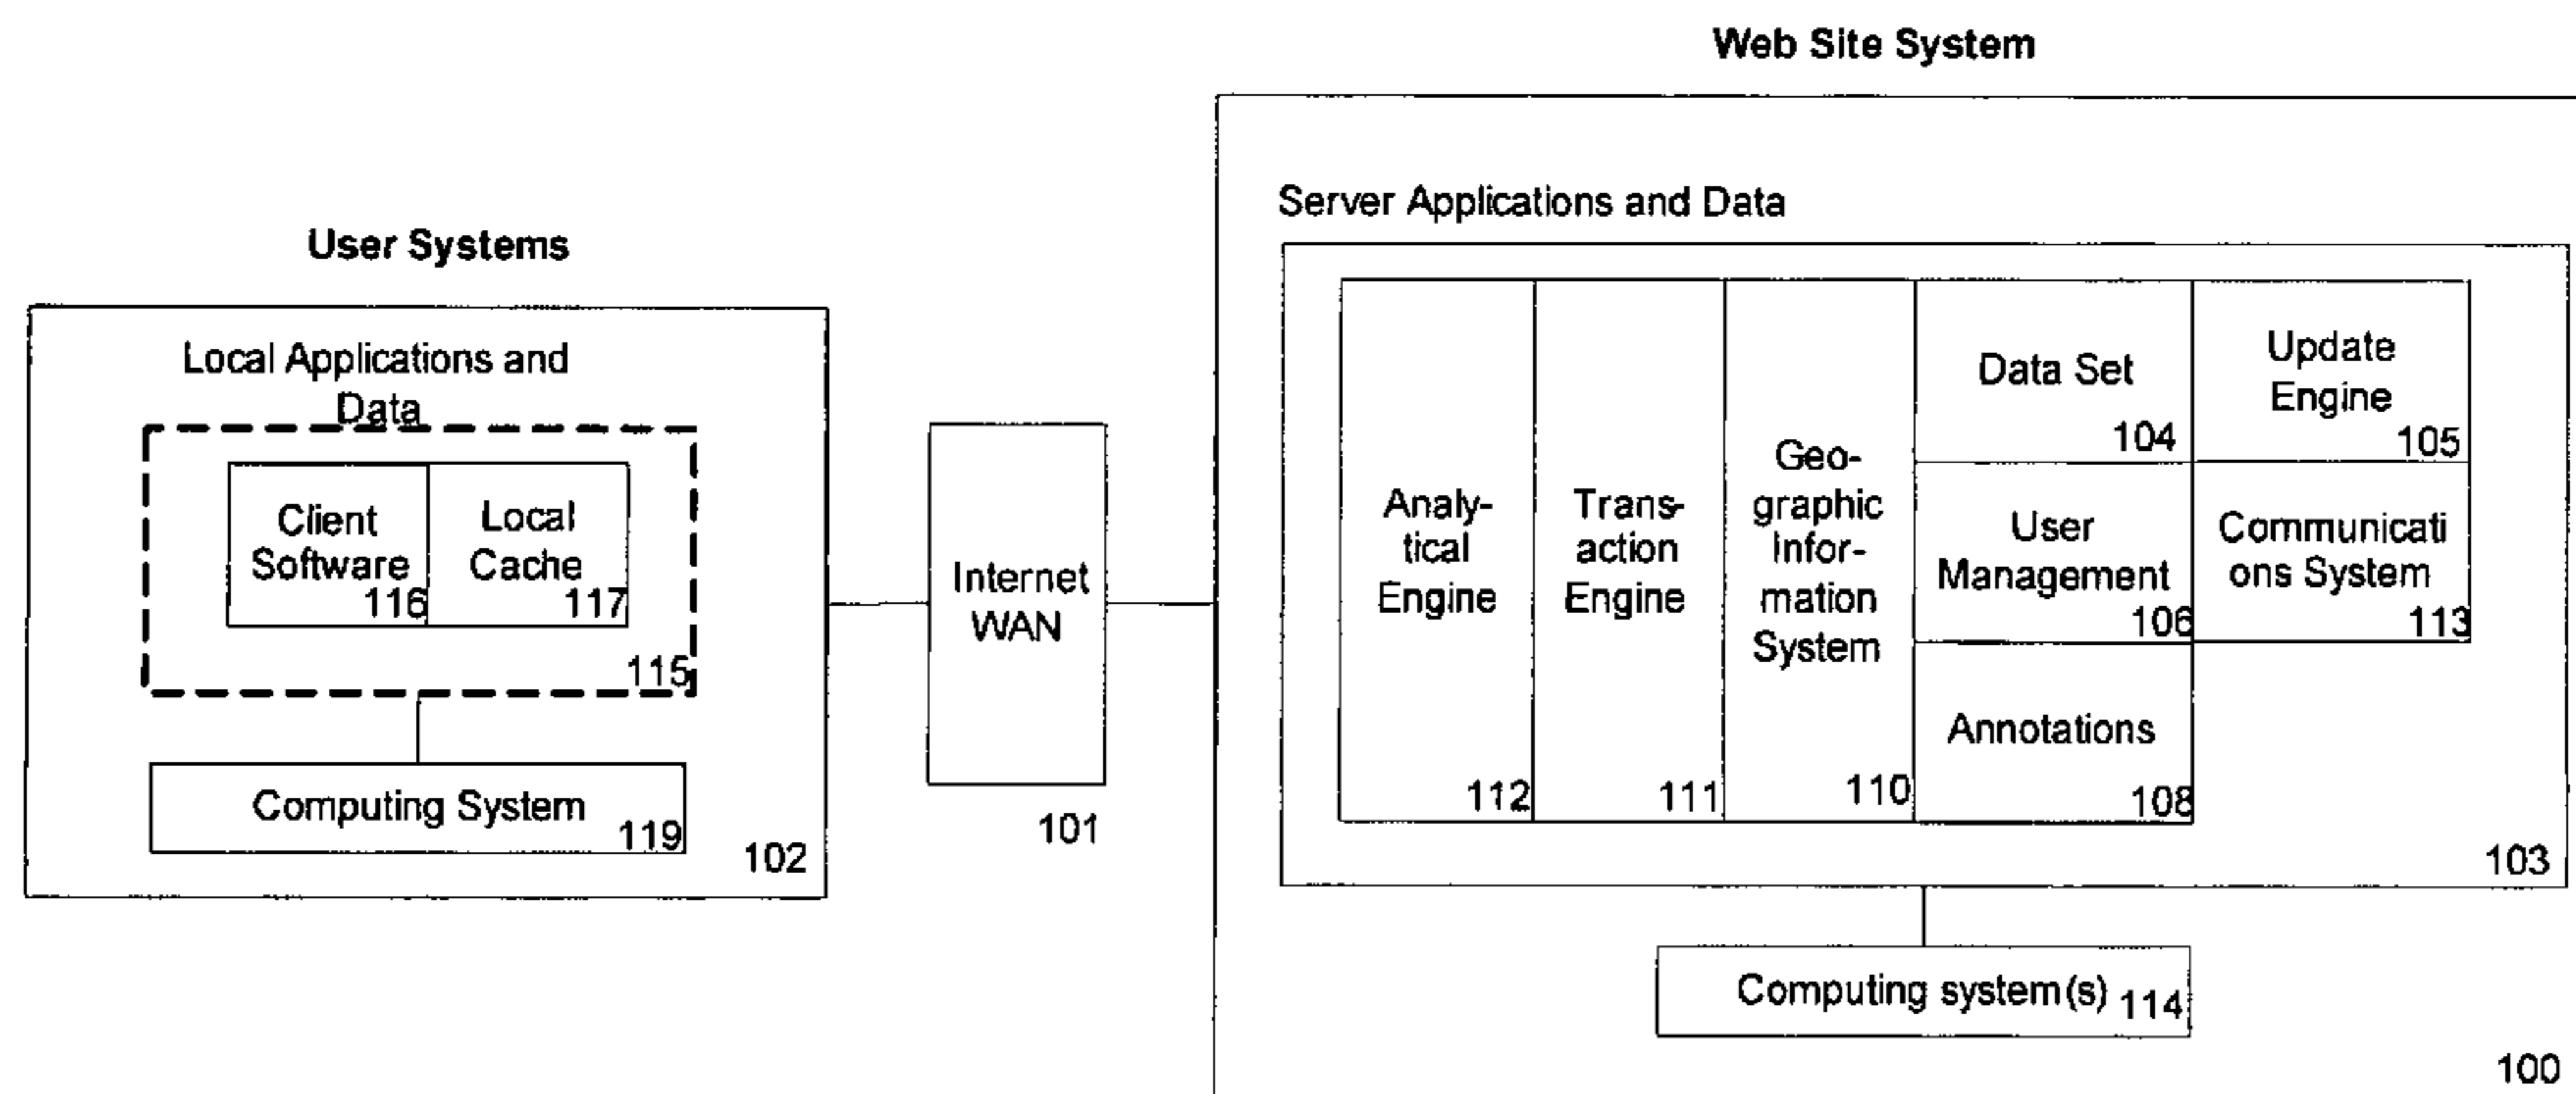 Web Site System
Server Applications and Data
User Systems
Local Applications and
Data
Client
Software
116
Local
Cache
117
115
Computing System
119
102
Internet
WAN
101
Analy-
tical
Engine
112
Trans-
action
Engine
111
Geo-
graphic
Infor-
mation
System
110
Data Set
104
Update
Engine
105
User
Management
106
Communicati
ons System
113
Annotations
108
103
Computing system(s)
114
100